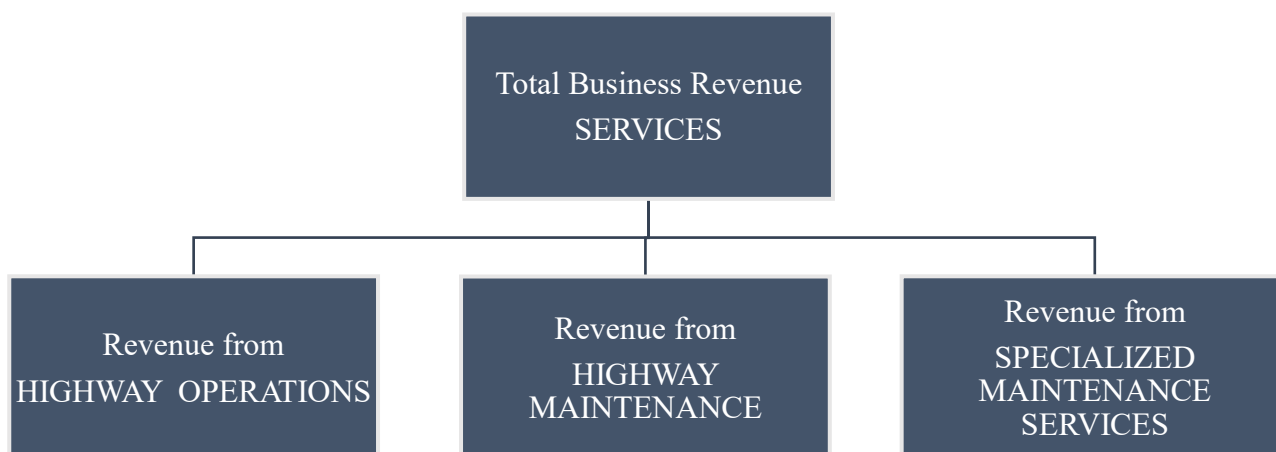 Total Business Revenue
SERVICES
Revenue from
HIGHWAY OPERATIONS
Revenue from
HIGHWAY
MAINTENANCE
Revenue from
SPECIALIZED
MAINTENANCE
SERVICES